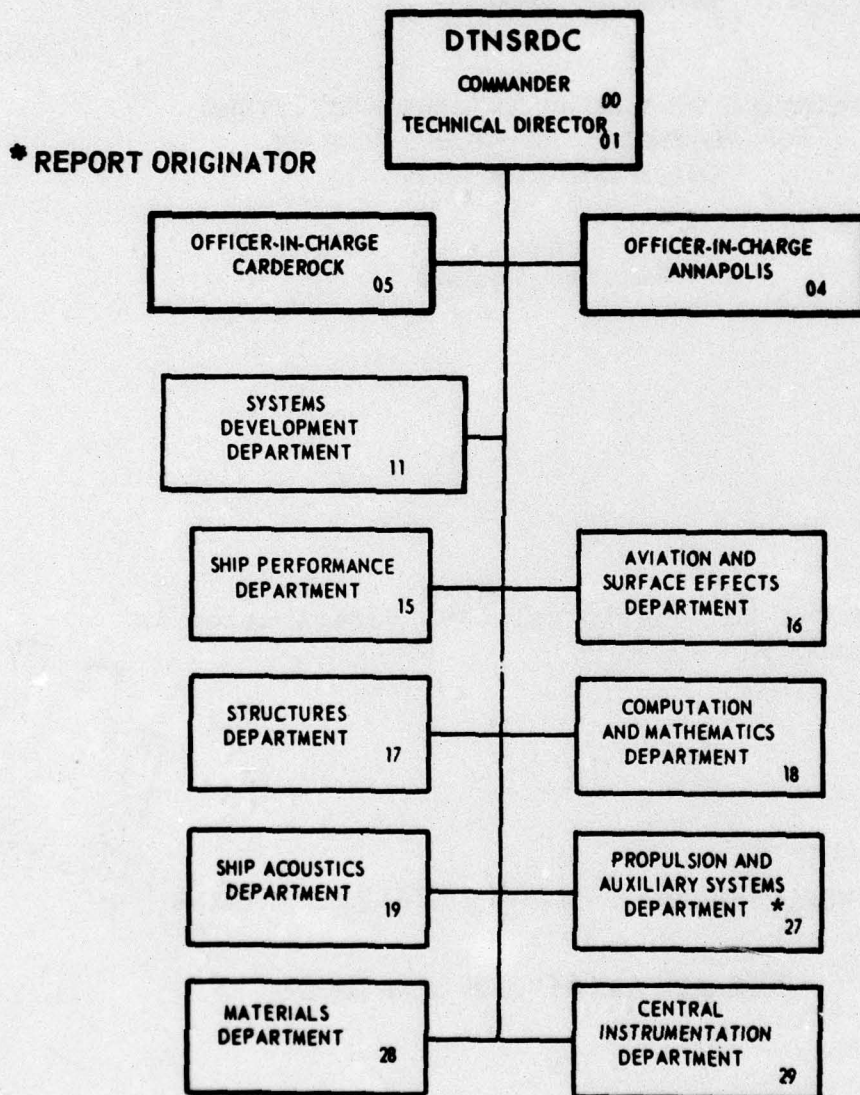 DTNSRDC
COMMANDER
00
TECHNICAL DIRECTOR
01
* REPORT ORIGINATOR
OFFICER-IN-CHARGE
CARDEROCK
05
OFFICER-IN-CHARGE
ANNAPOLIS
04
SYSTEMS
DEVELOPMENT
DEPARTMENT
11
SHIP PERFORMANCE
DEPARTMENT
15
AVIATION AND
SURFACE EFFECTS
DEPARTMENT
16
STRUCTURES
DEPARTMENT
17
COMPUTATION
AND MATHEMATICS
DEPARTMENT
18
SHIP ACOUSTICS
DEPARTMENT
19
PROPULSION AND
AUXILIARY SYSTEMS
DEPARTMENT *
27
MATERIALS
DEPARTMENT
28
CENTRAL
INSTRUMENTATION
DEPARTMENT
29